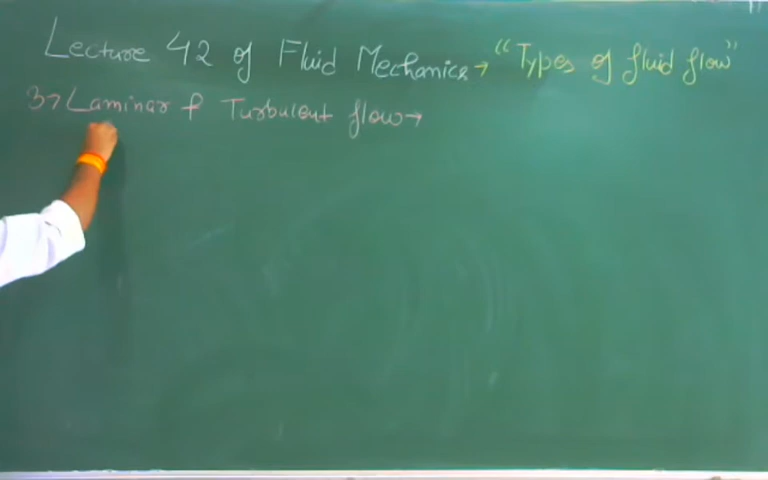 Lecture 42 of Fluid Mechanics → "Types of fluid flow"
3→ Laminar & Turbulent flow →